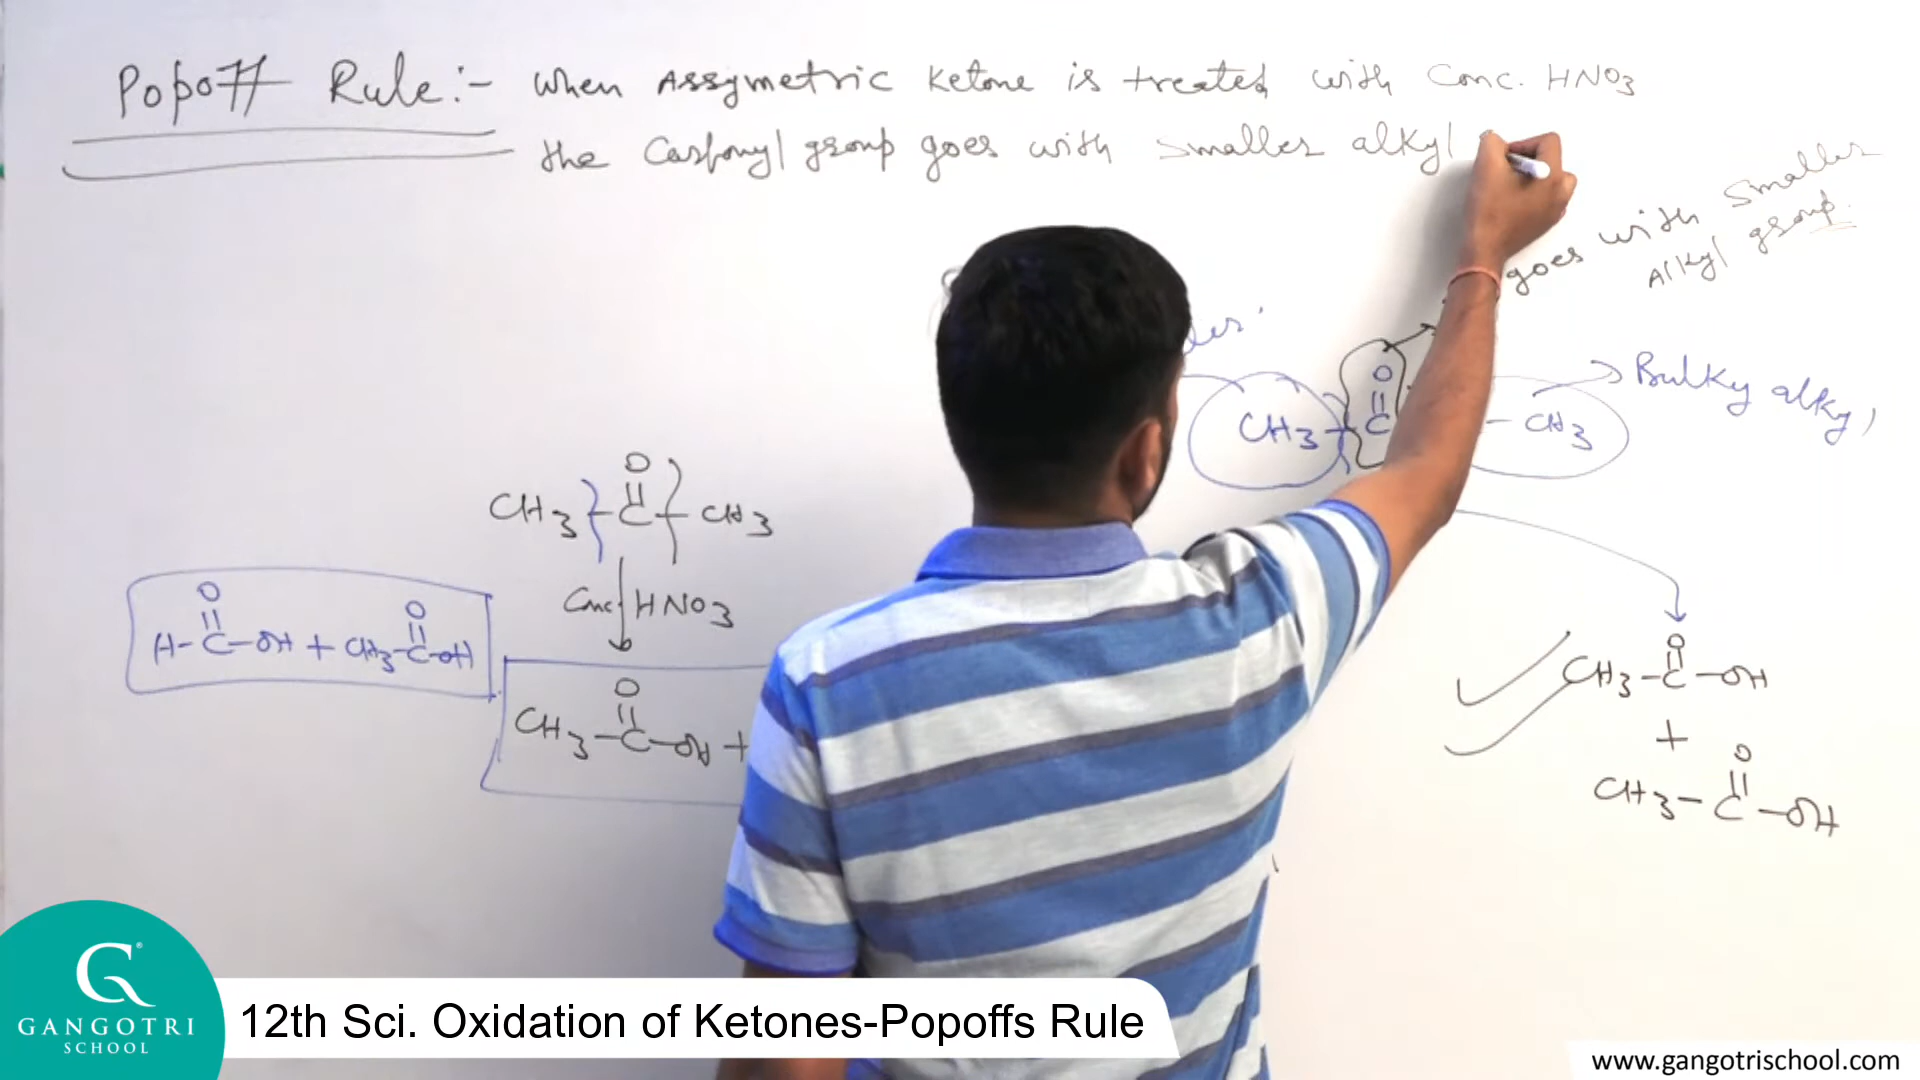 Popoff Rule:- When Assymetric Ketone is treated with Conc. HNO3
the Carbonyl group goes with smaller alkyl
goes with smaller
alkyl group.
Bulky alkyl
O
CH3 - C
- CH3
O
CH3 - C - CH3
Conc HNO3
O
H - C - OH + CH3 - C - OH
O
O
CH3 - C - OH +
O
CH3 - C - OH
+
O
CH3 - C - OH
G
GANGOTRI
SCHOOL
12th Sci. Oxidation of Ketones-Popoffs Rule
www.gangotrischool.com